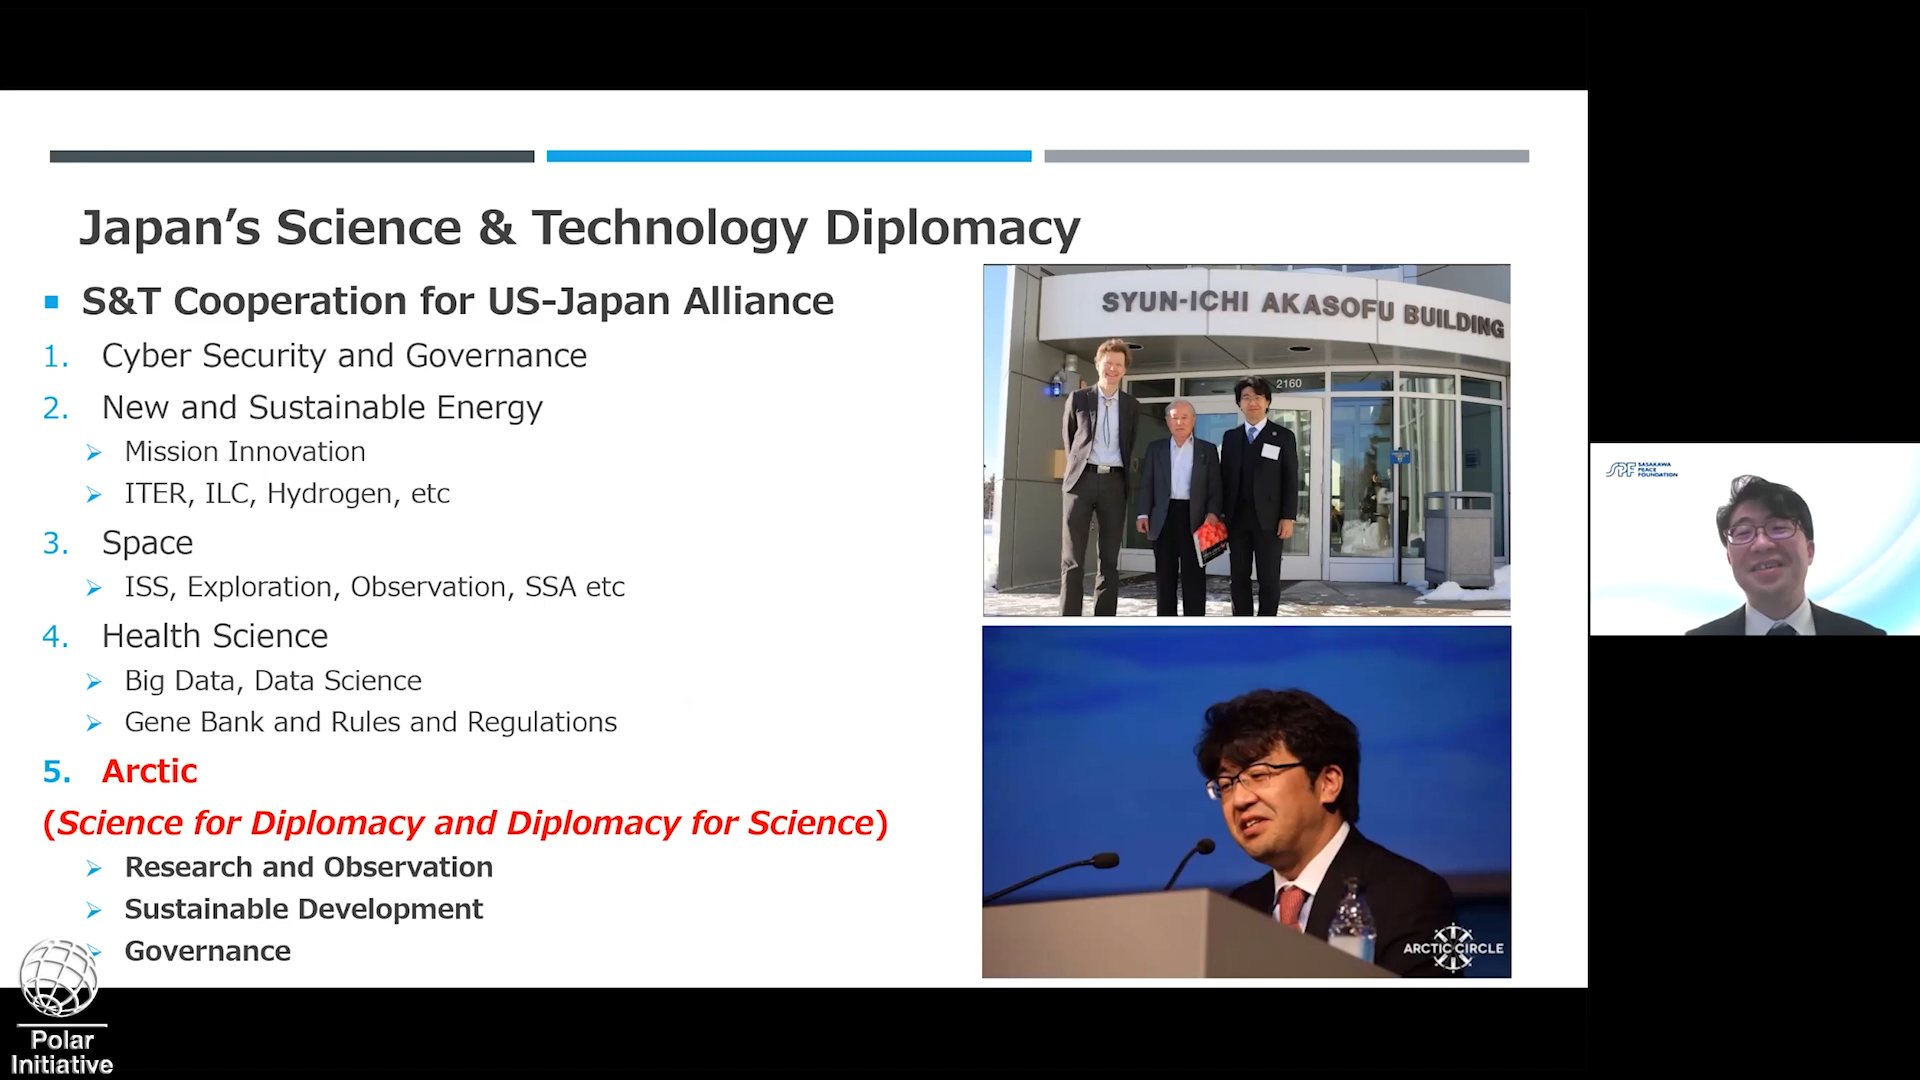 Japan’s Science & Technology Diplomacy
S&T Cooperation for US-Japan Alliance
1. Cyber Security and Governance
2. New and Sustainable Energy
Mission Innovation
ITER, ILC, Hydrogen, etc
3. Space
ISS, Exploration, Observation, SSA etc
4. Health Science
Big Data, Data Science
Gene Bank and Rules and Regulations
5. Arctic
(Science for Diplomacy and Diplomacy for Science)
Research and Observation
Sustainable Development
Governance
SYUN-ICHI AKASOFU BUILDING
2160
ARCTIC CIRCLE
SPF SASAKAWA
PEACE
FOUNDATION
Polar
Initiative